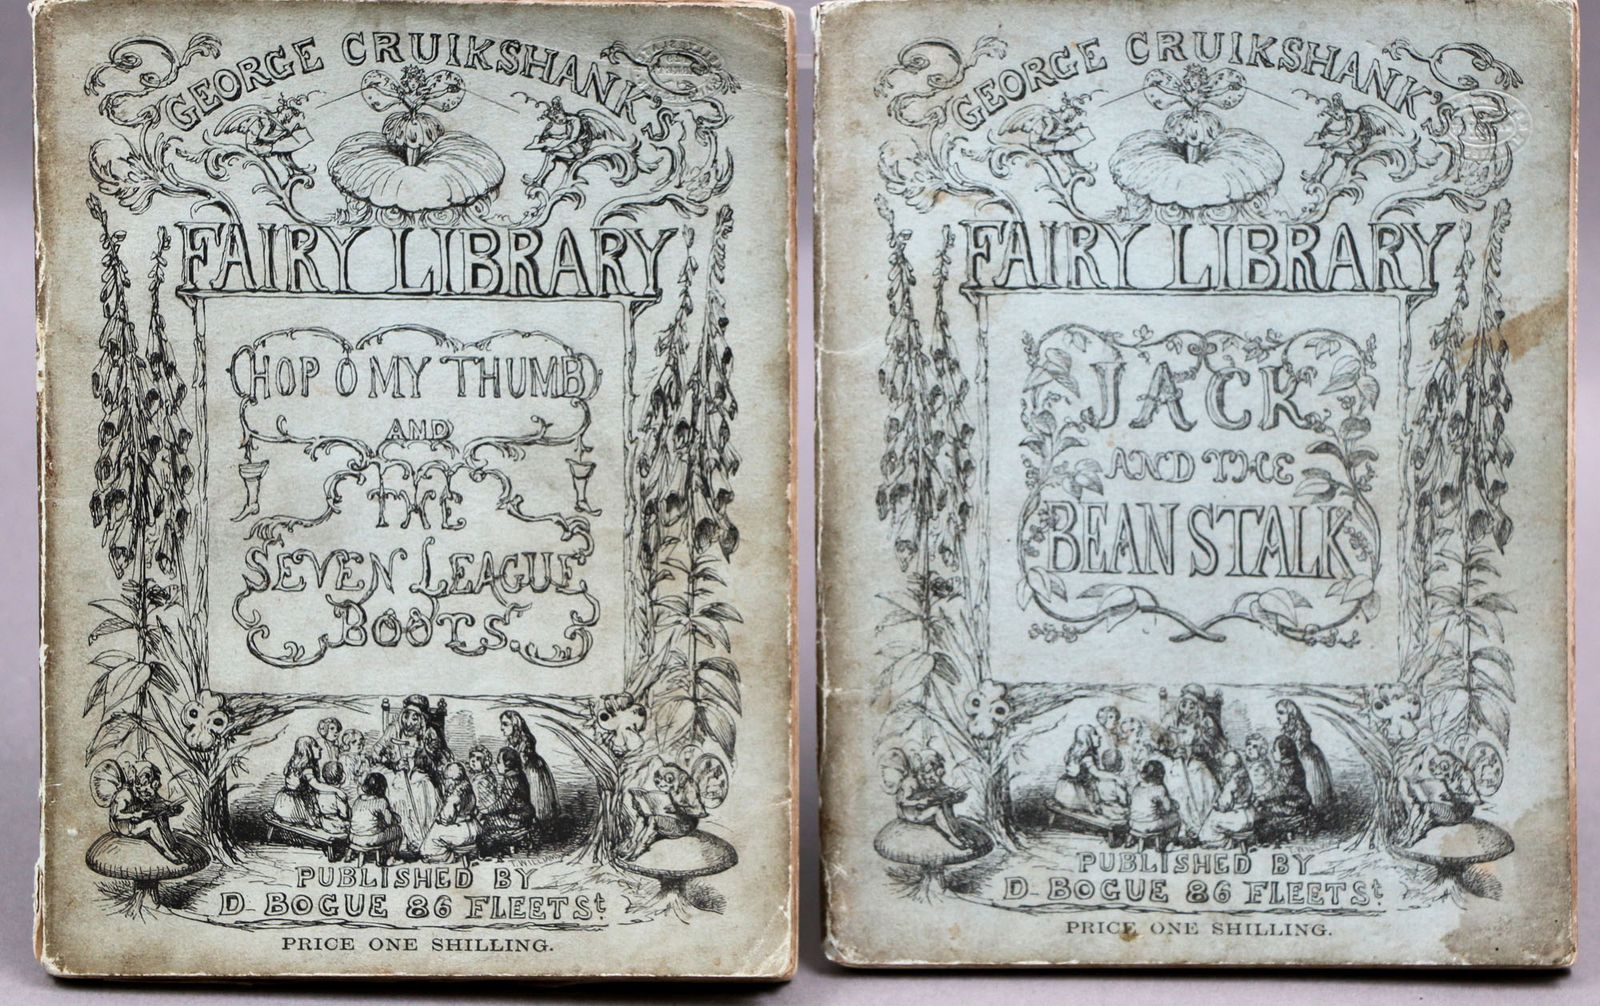 GEORGE CRUIKSHANK'S
FAIRY LIBRARY
HOP O MY THUMB
AND
THE
SEVEN LEAGUE
BOOTS.
PUBLISHED BY
D. BOGUE 86 FLEET St.
PRICE ONE SHILLING.
GEORGE CRUIKSHANK'S
FAIRY LIBRARY
JACK
AND THE
BEAN STALK
PUBLISHED BY
D. BOGUE 86 FLEET St.
PRICE ONE SHILLING.